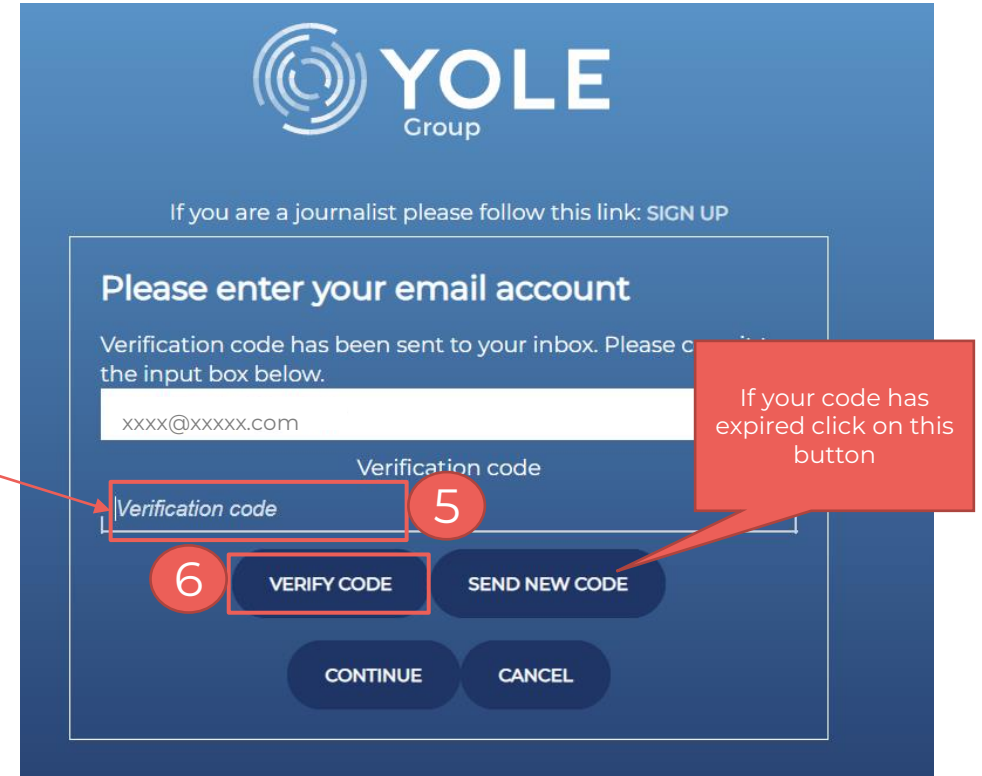 YOLE
Group
If you are a journalist please follow this link: SIGN UP
Please enter your email account
Verification code has been sent to your inbox. Please
the input box below.
xxxx@xxxxx.com
If your code has
expired click on this
button
Verification code
Verification code
5
6
VERIFY CODE
SEND NEW CODE
CONTINUE
CANCEL